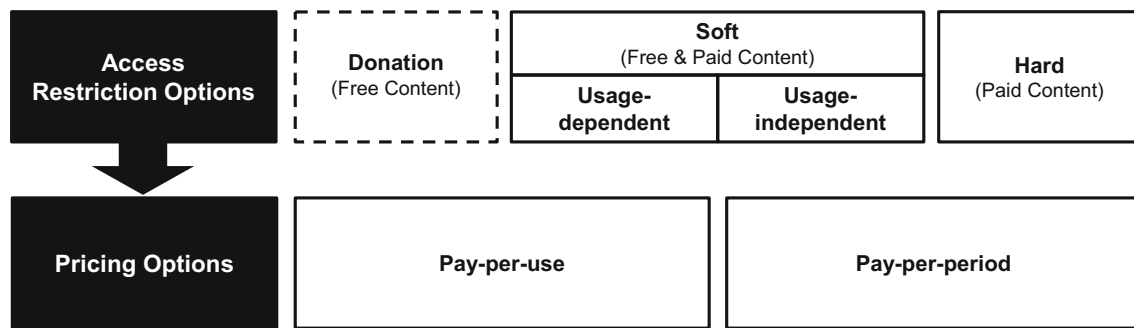 Access
Restriction Options
Donation
(Free Content)
Soft
(Free & Paid Content)
Usage-
dependent
Usage-
independent
Hard
(Paid Content)
Pricing Options
Pay-per-use
Pay-per-period